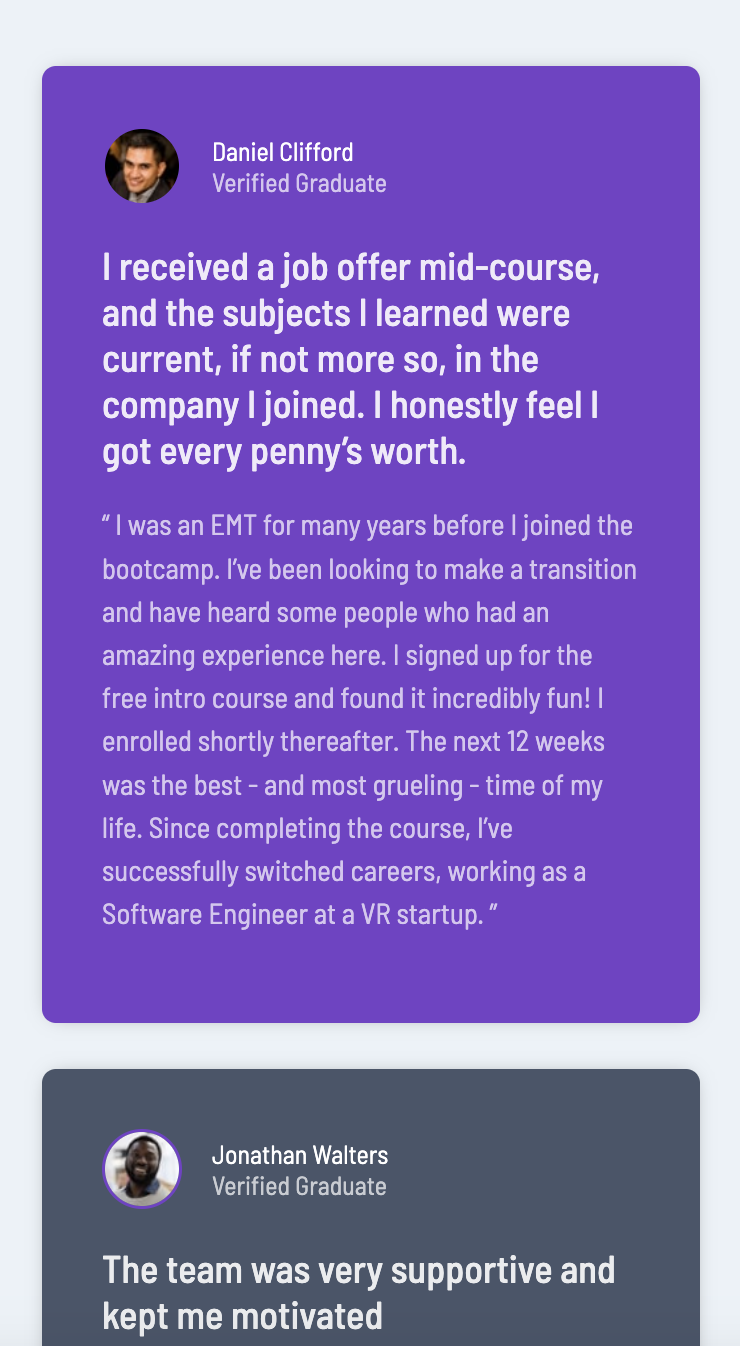 Daniel Clifford
Verified Graduate
I received a job offer mid-course,
and the subjects I learned were
current, if not more so, in the
company I joined. I honestly feel I
got every penny’s worth.
“ I was an EMT for many years before I joined the
bootcamp. I’ve been looking to make a transition
and have heard some people who had an
amazing experience here. I signed up for the
free intro course and found it incredibly fun! I
enrolled shortly thereafter. The next 12 weeks
was the best - and most grueling - time of my
life. Since completing the course, I’ve
successfully switched careers, working as a
Software Engineer at a VR startup. ”
Jonathan Walters
Verified Graduate
The team was very supportive and
kept me motivated